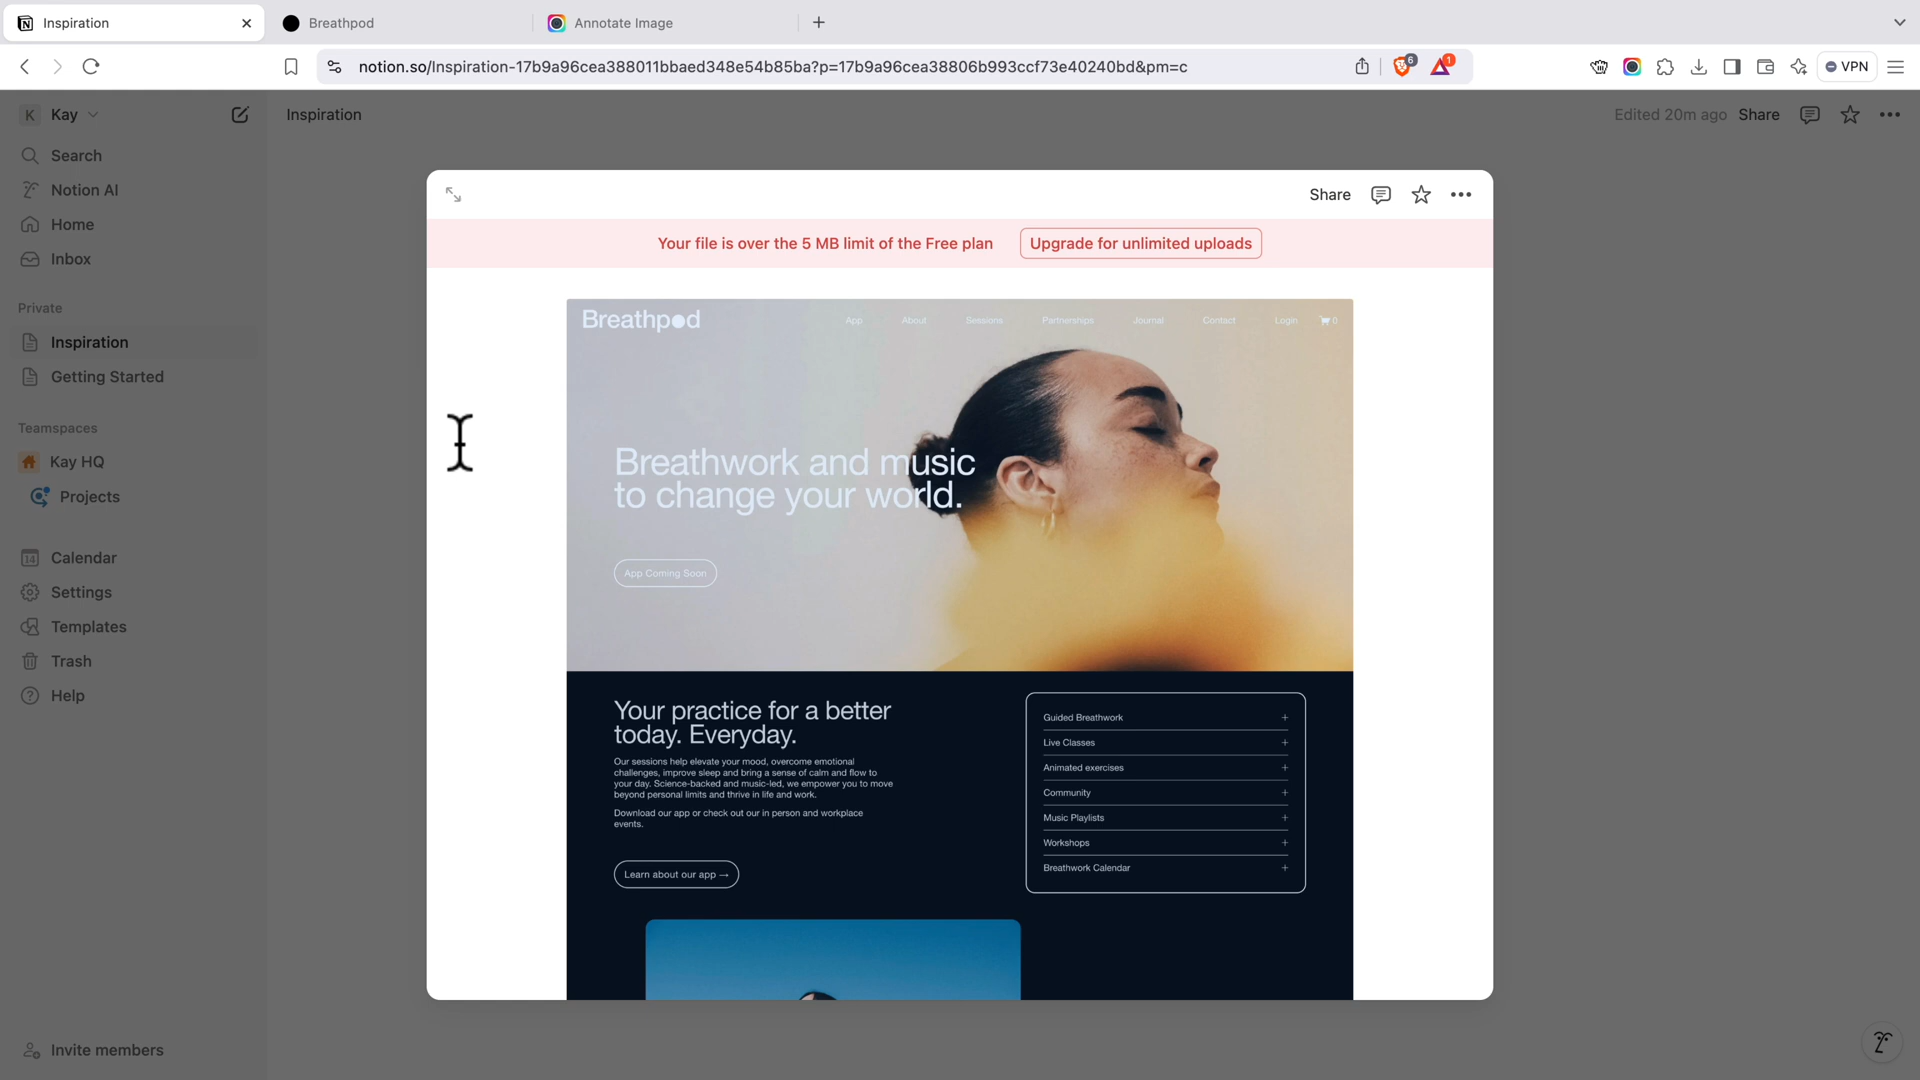 Inspiration
Breathpod
Annotate Image
notion.so/Inspiration-17b9a96cea388011bbaed348e54b85ba?p=17b9a96cea38806b993ccf73e40240bd&pm=c
6
1
VPN
K Kay
Inspiration
Edited 20m ago Share
Search
Notion AI
Home
Inbox
Private
Inspiration
Getting Started
Teamspaces
Kay HQ
Projects
14 Calendar
Settings
Templates
Trash
Help
Invite members
Share
Your file is over the 5 MB limit of the Free plan
Upgrade for unlimited uploads
Breathpod
App About Sessions Partnerships Journal Contact Login 0
Breathwork and music
to change your world.
App Coming Soon
Your practice for a better
today. Everyday.
Our sessions help elevate your mood, overcome emotional
challenges, improve sleep and bring a sense of calm and flow to
your day. Science-backed and music-led, we empower you to move
beyond personal limits and thrive in life and work.
Download our app or check out our in person and workplace
events.
Learn about our app →
Guided Breathwork +
Live Classes +
Animated exercises +
Community +
Music Playlists +
Workshops +
Breathwork Calendar +